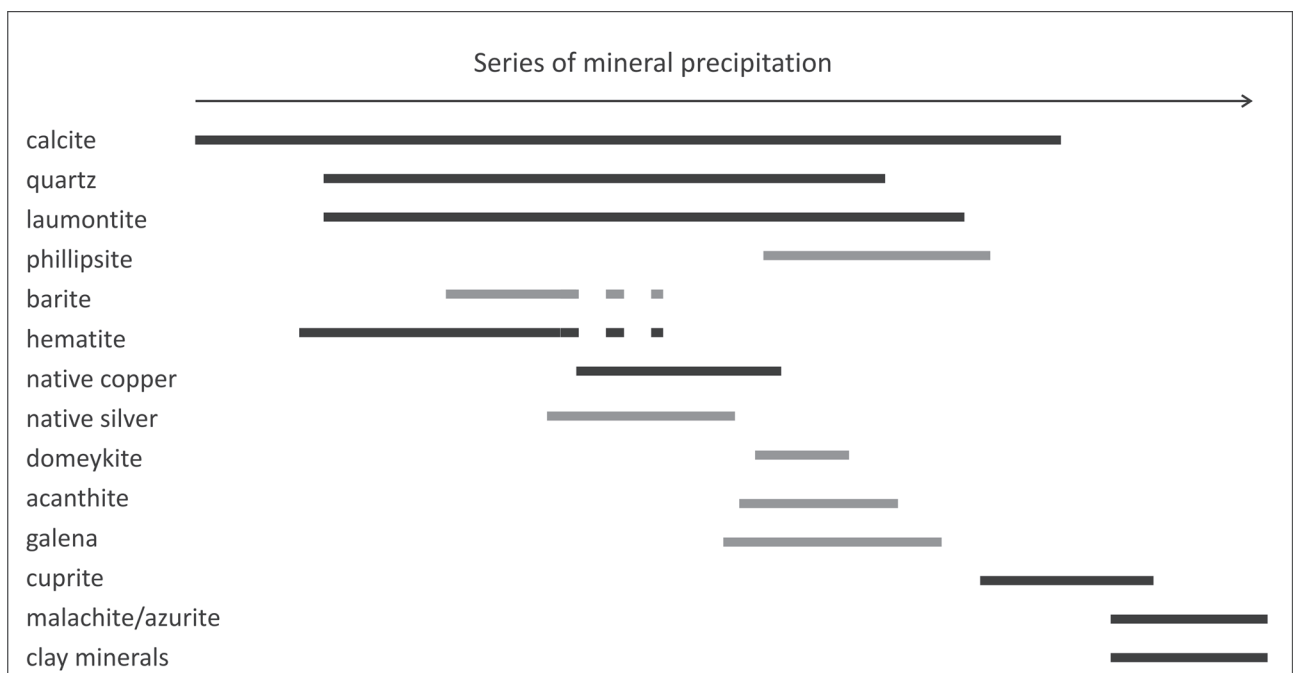 Series of mineral precipitation
calcite
quartz
laumontite
phillipsite
barite
hematite
native copper
native silver
domeykite
acanthite
galena
cuprite
malachite/azurite
clay minerals